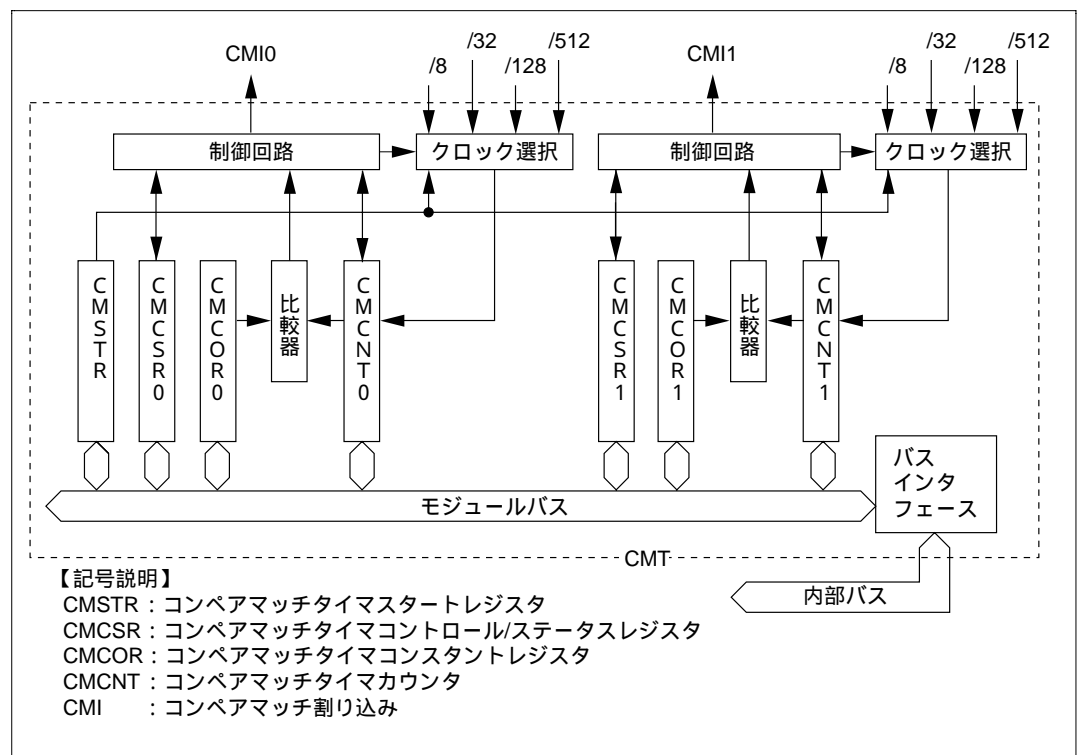 /32
/512
/32
/512
CMI0
/8
/128
CMI1
/8
/128
制御回路
クロック選択
制御回路
クロック選択
CMSTR
CMCSR0
CMCOR0
比較器
CMCNT0
CMCSR1
CMCOR1
比較器
CMCNT1
バス
インタ
フェース
モジュールバス
CMT
内部バス
【記号説明】
CMSTR：コンペアマッチタイマスタートレジスタ
CMCSR：コンペアマッチタイマコントロール/ステータスレジスタ
CMCOR：コンペアマッチタイマコンスタントレジスタ
CMCNT：コンペアマッチタイマカウンタ
CMI　：コンペアマッチ割り込み